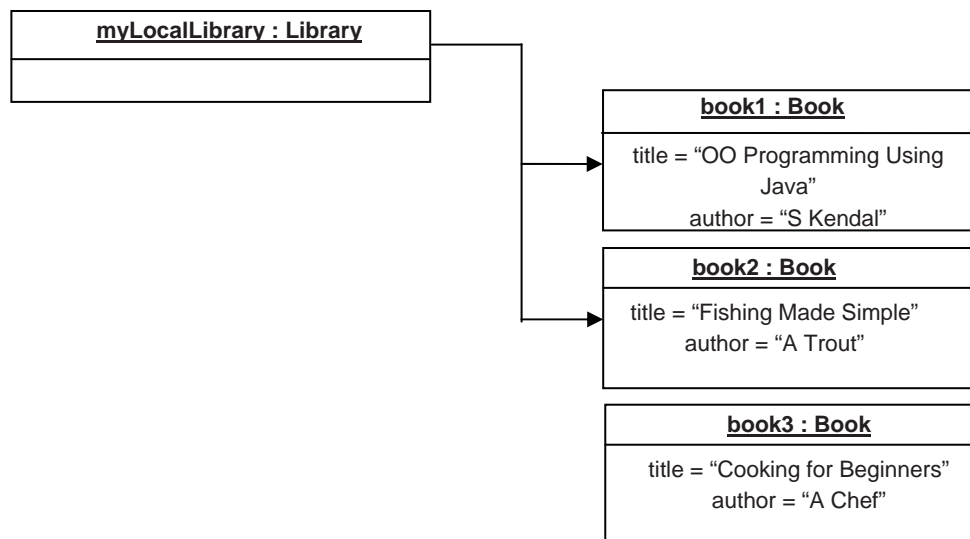 myLocalLibrary : Library
book1 : Book
title = “OO Programming Using
Java”
author = “S Kendal”
book2 : Book
title = “Fishing Made Simple”
author = “A Trout”
book3 : Book
title = “Cooking for Beginners”
author = “A Chef”